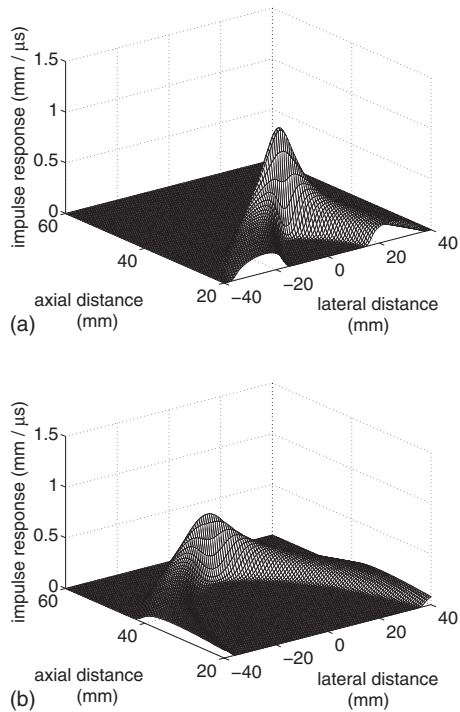 impulse response (mm / μs)
1.5
1
0.5
0
60
40
20
axial distance
(mm)
−40
−20
0
20
40
lateral distance
(mm)
(a)
impulse response (mm / μs)
1.5
1
0.5
0
60
40
20
axial distance
(mm)
−40
−20
0
20
40
lateral distance
(mm)
(b)